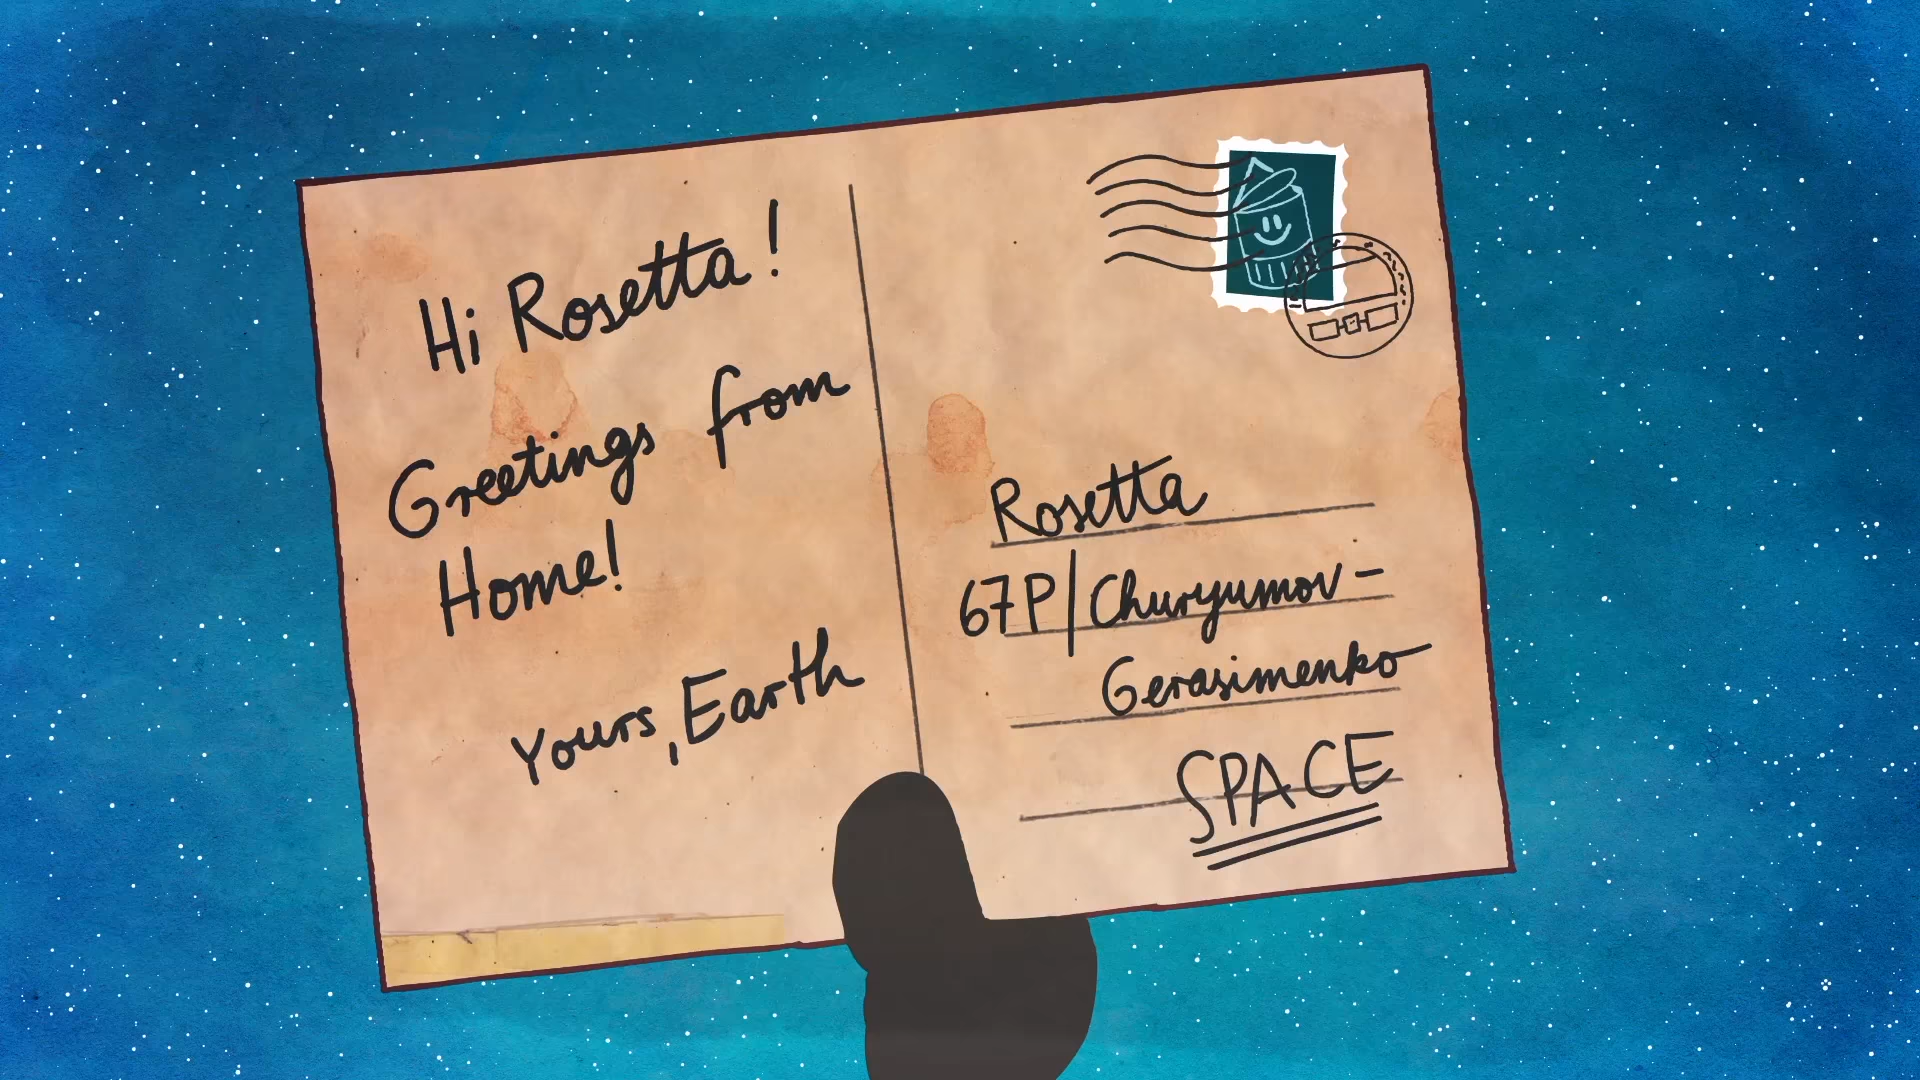 Hi Rosetta!
Greetings from
Home!
Yours, Earth
Rosetta
67P/Churyumov-
Gerasimenko
SPACE